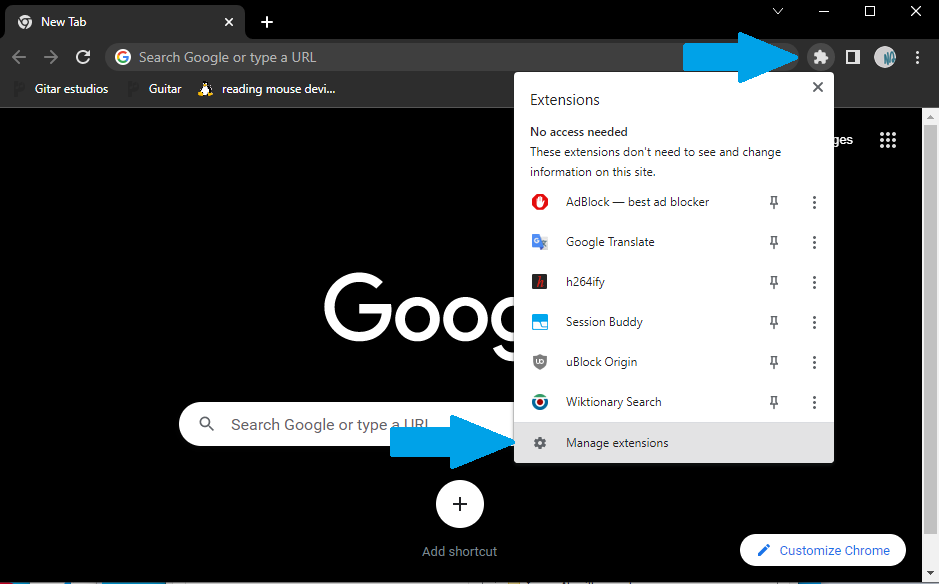 New Tab
Search Google or type a URL
Gitar estudios
Guitar
reading mouse devi...
Extensions
No access needed
These extensions don't need to see and change
information on this site.
AdBlock — best ad blocker
Google Translate
h264ify
Session Buddy
uBlock Origin
Wiktionary Search
Manage extensions
ges
Goog
Search Google or type a URL
Add shortcut
Customize Chrome